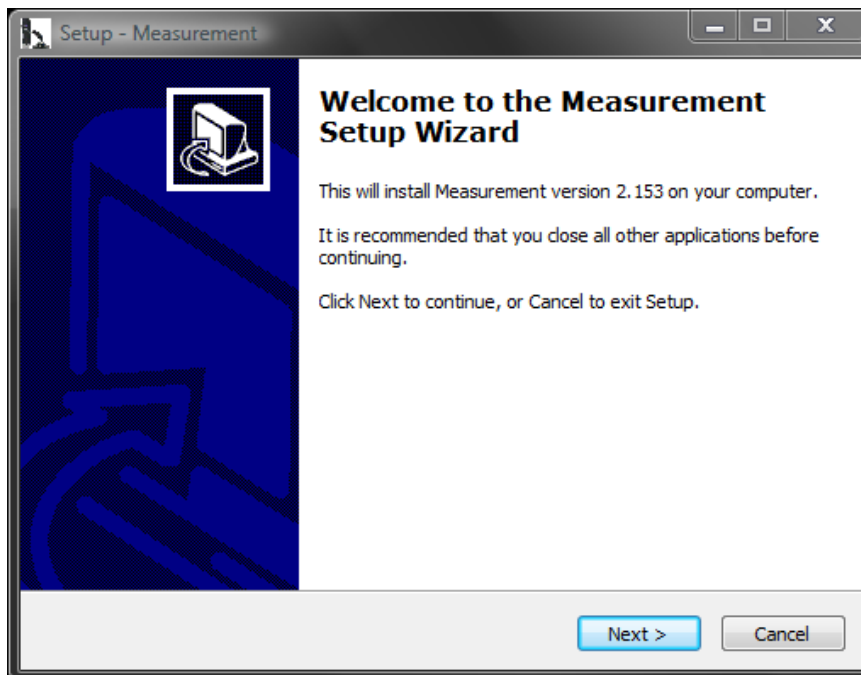 Setup - Measurement
Welcome to the Measurement
Setup Wizard
This will install Measurement version 2.153 on your computer.
It is recommended that you close all other applications before
continuing.
Click Next to continue, or Cancel to exit Setup.
Next >
Cancel